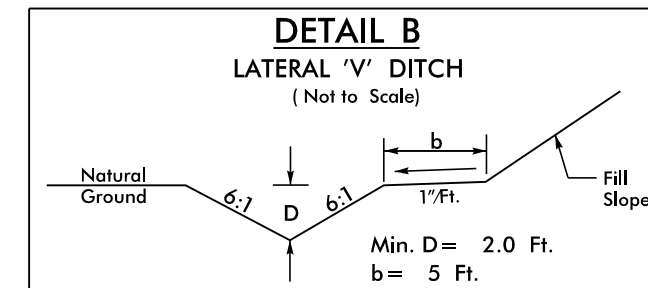 DETAIL B
LATERAL 'V' DITCH
( Not to Scale)
b
Natural
Ground
6:1
D
6:1
1"/Ft.
Fill
Slope
Min. D = 2.0 Ft.
b = 5 Ft.